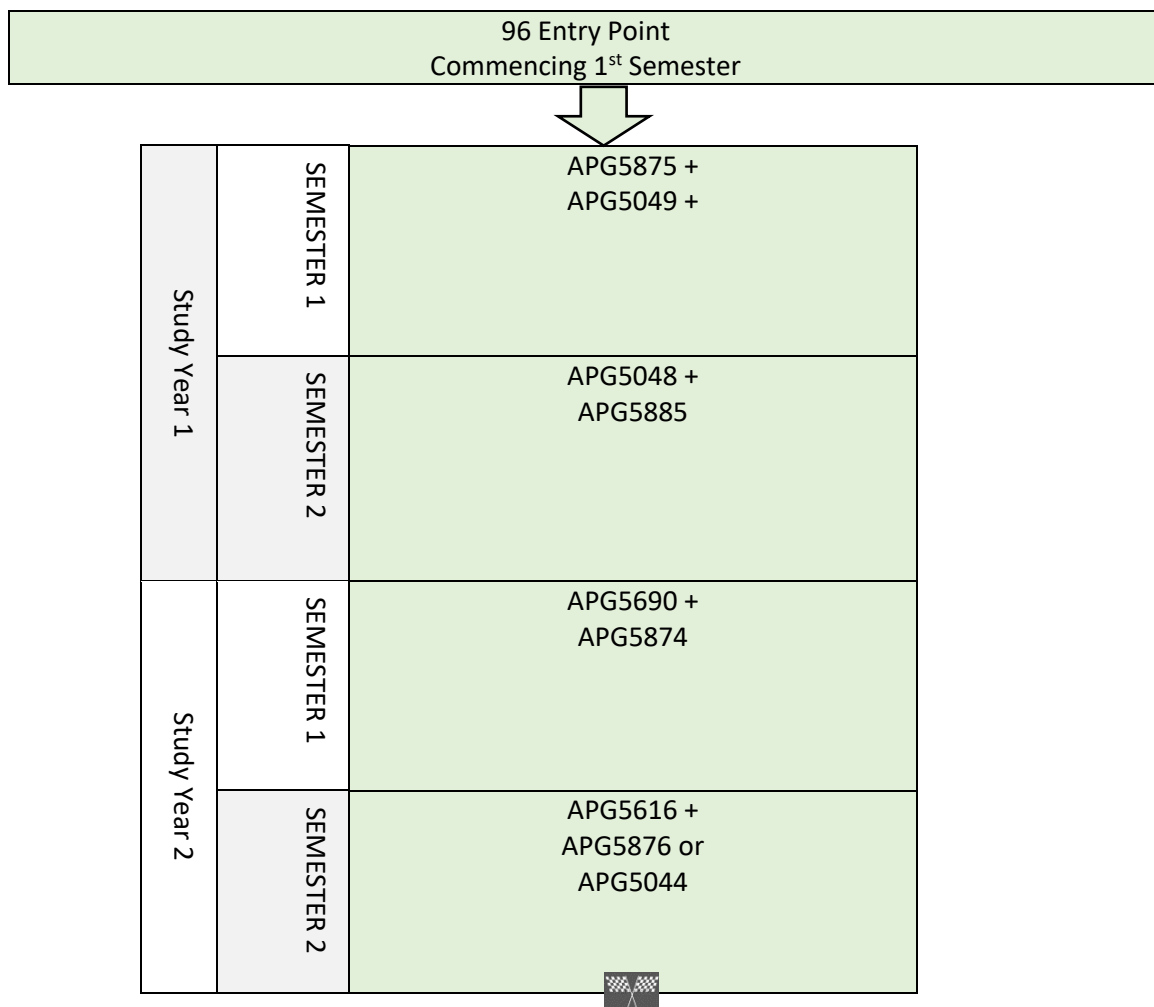 96 Entry Point
Commencing 1st Semester
Study Year 1
SEMESTER 1
APG5875 +
APG5049 +
SEMESTER 2
APG5048 +
APG5885
Study Year 2
SEMESTER 1
APG5690 +
APG5874
SEMESTER 2
APG5616 +
APG5876 or
APG5044